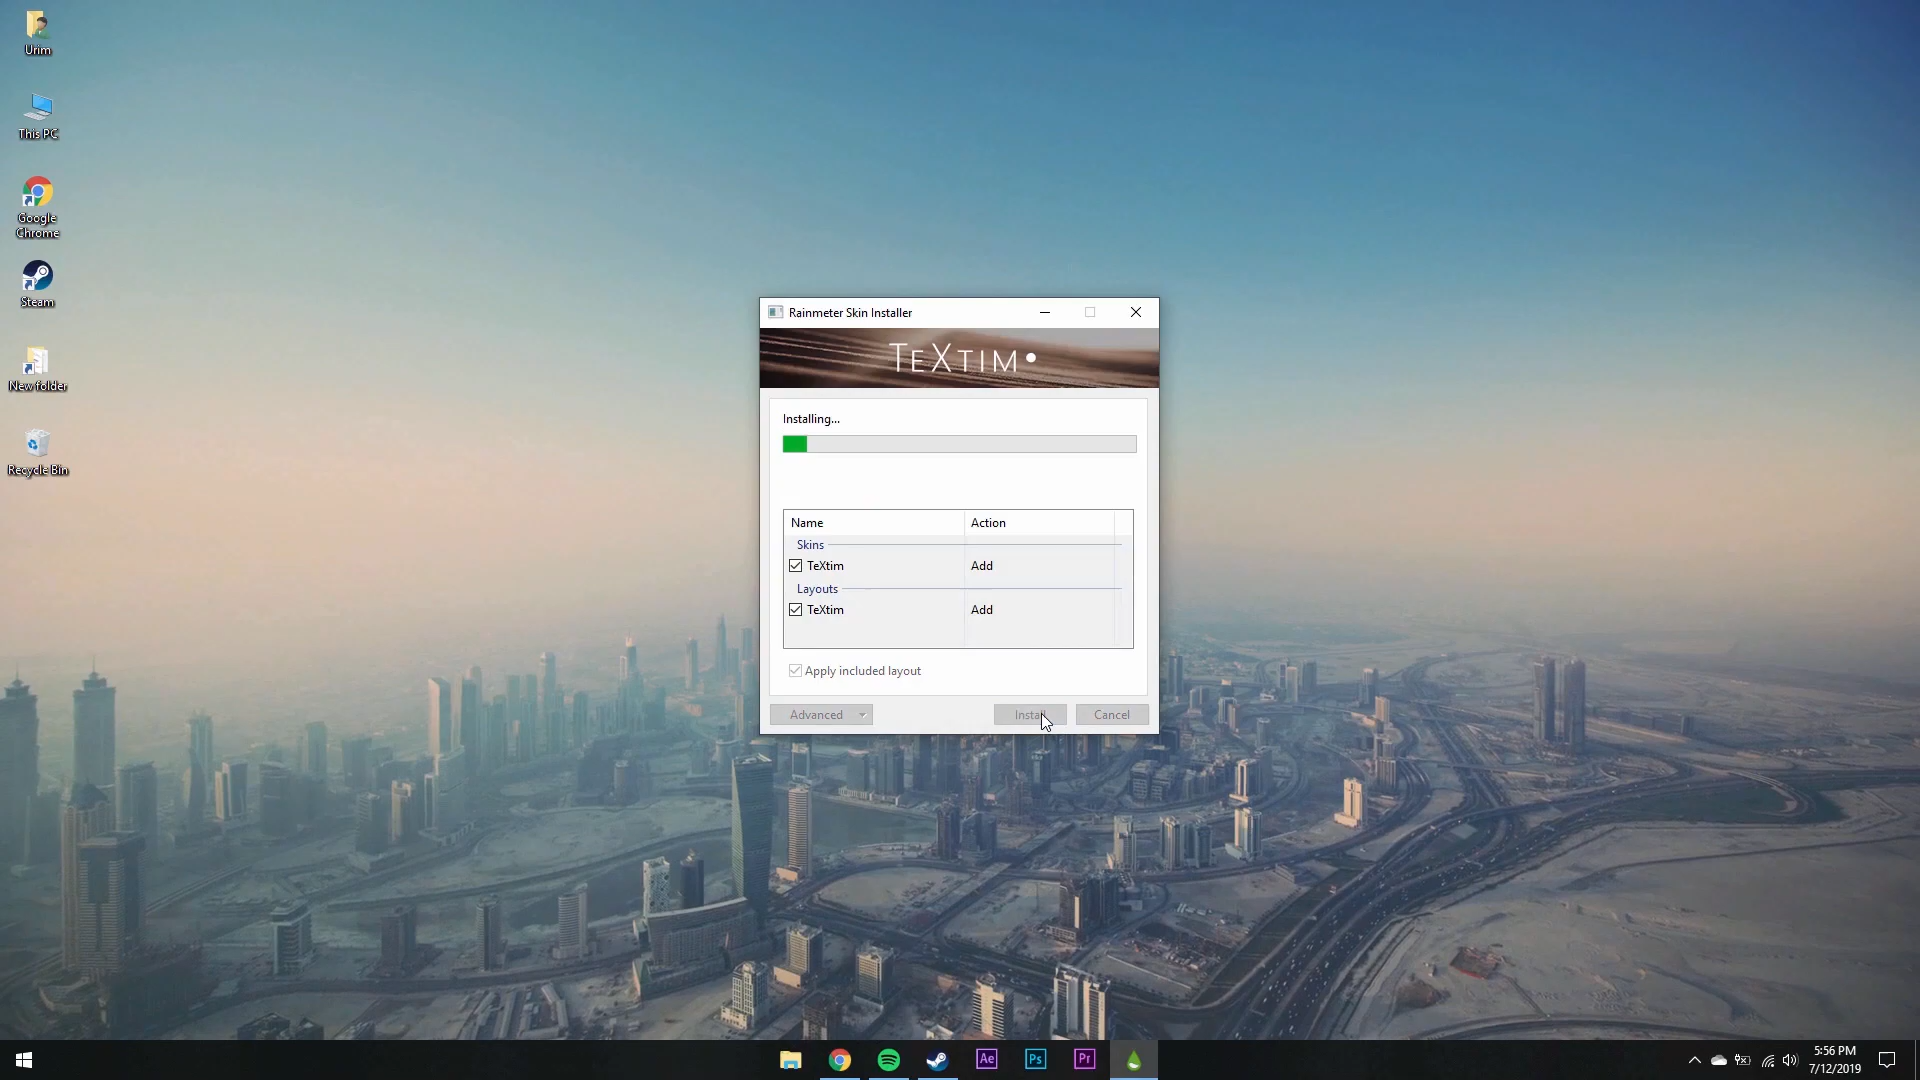 Urim
This PC
Google
Chrome
Steam
New folder
Recycle Bin
Rainmeter Skin Installer
TeXtim
Installing...
Name Action
Skins
TeXtim Add
Layouts
TeXtim Add
Apply included layout
Advanced Install Cancel
Ae Ps Pr
5:56 PM
7/12/2019